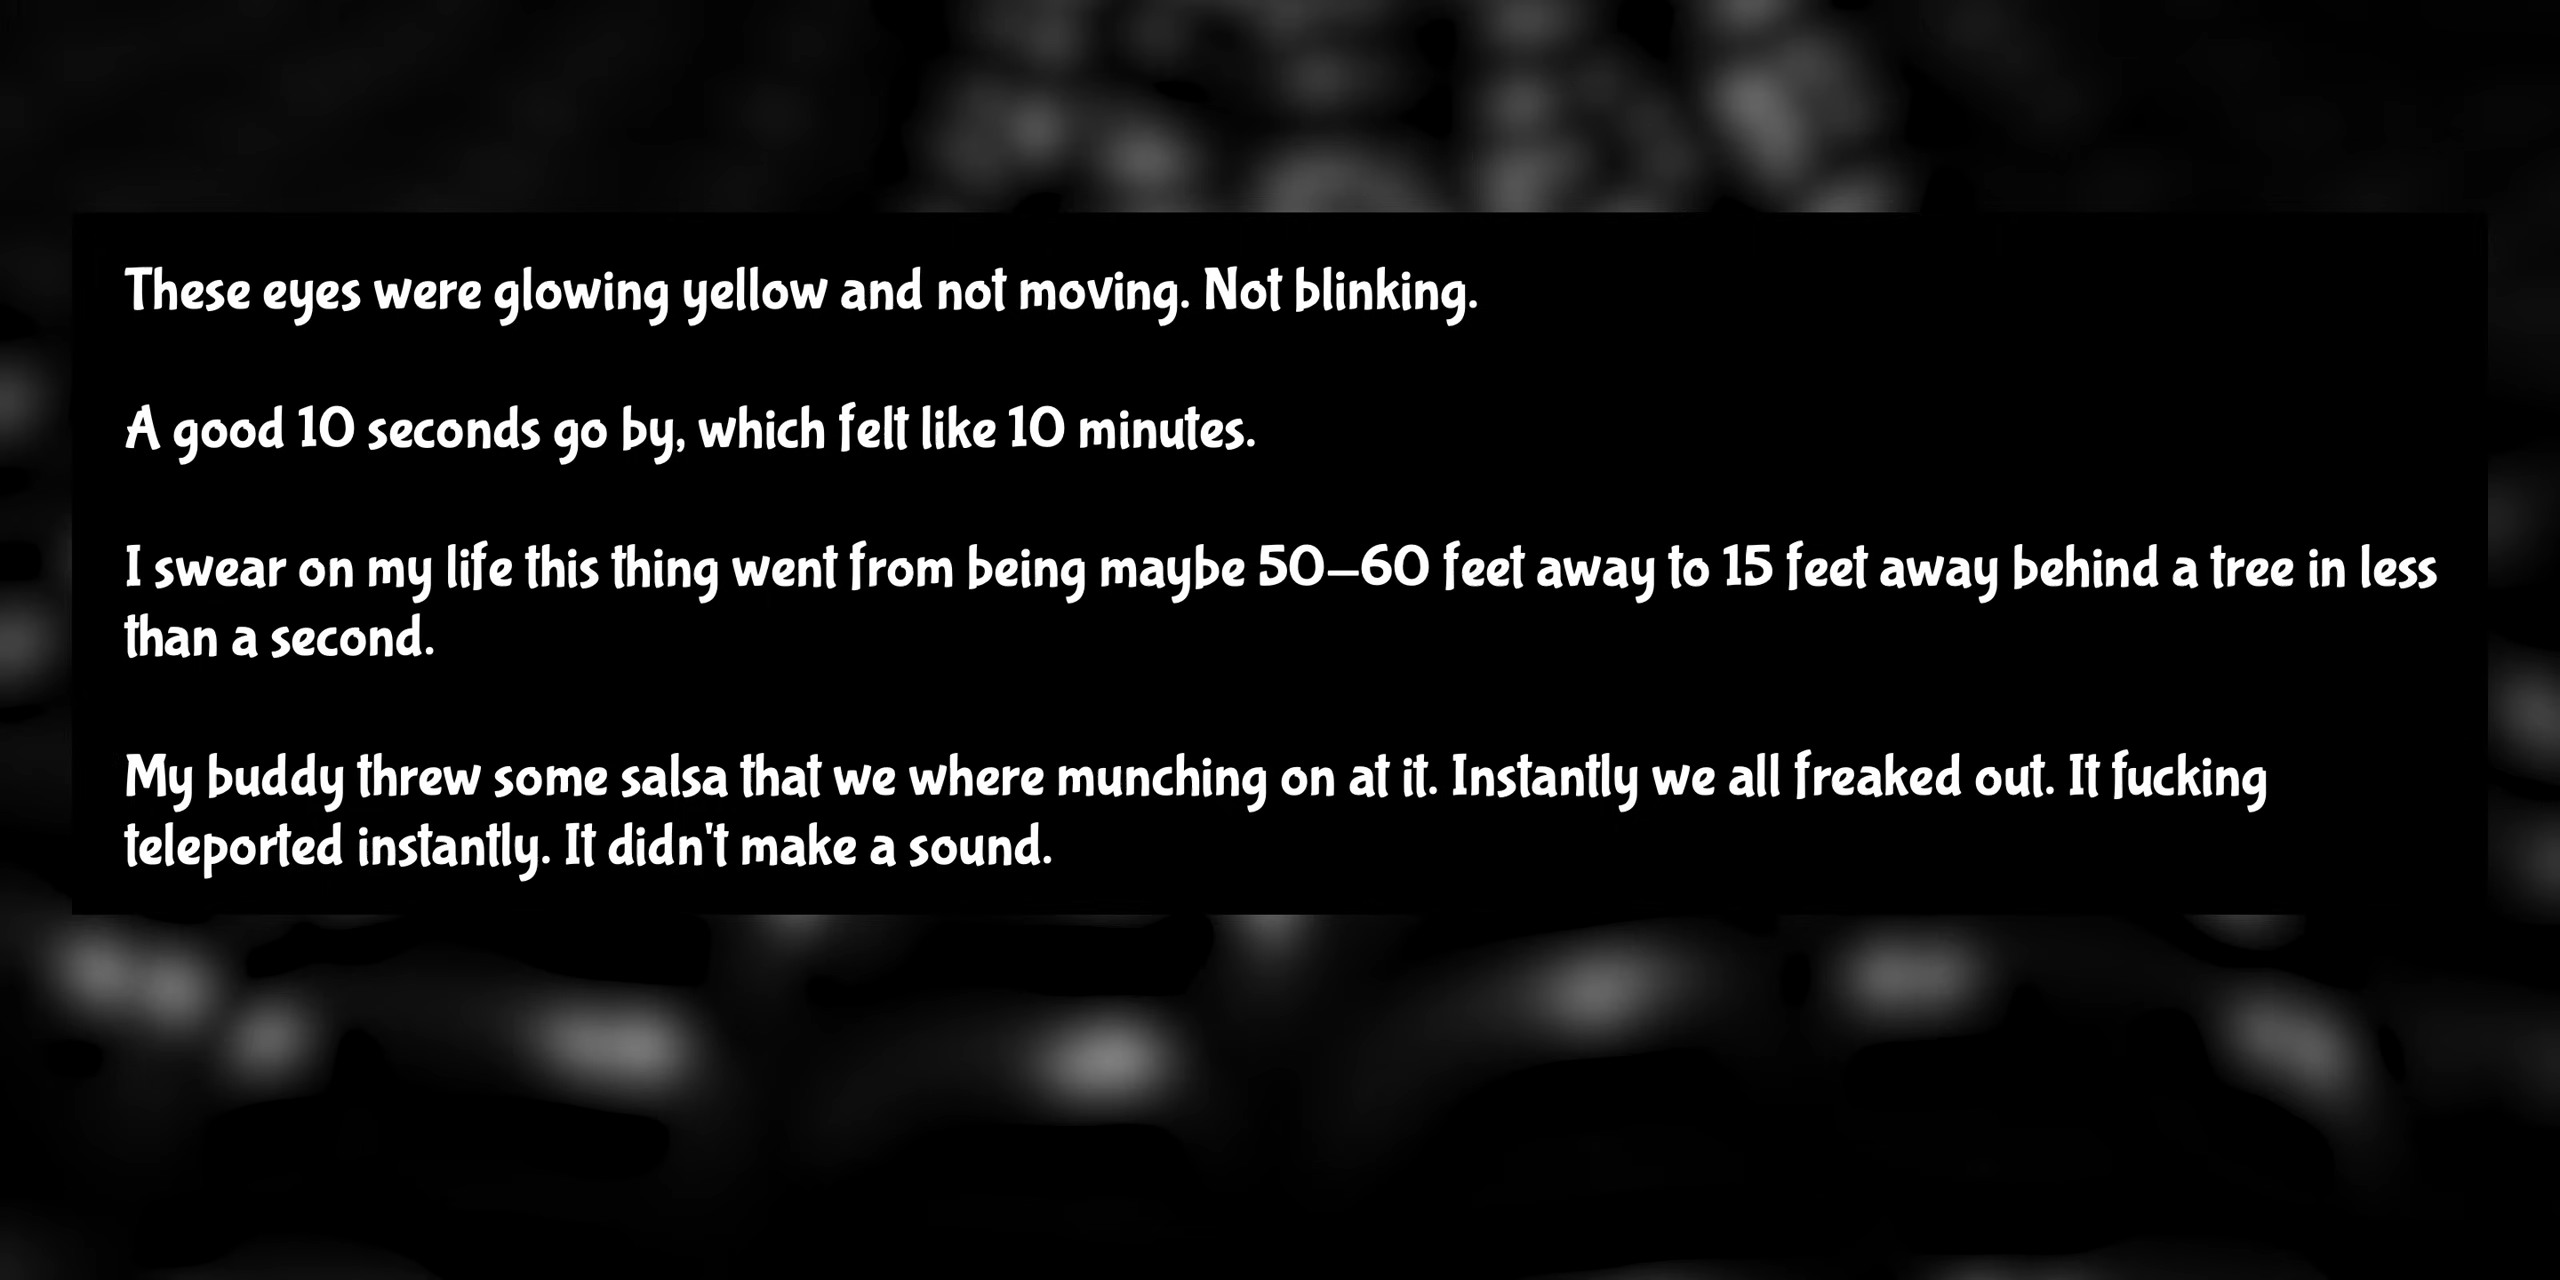 These eyes were glowing yellow and not moving. Not blinking.
A good 10 seconds go by, which felt like 10 minutes.
I swear on my life this thing went from being maybe 50–60 feet away to 15 feet away behind a tree in less
than a second.
My buddy threw some salsa that we where munching on at it. Instantly we all freaked out. It fucking
teleported instantly. It didn't make a sound.